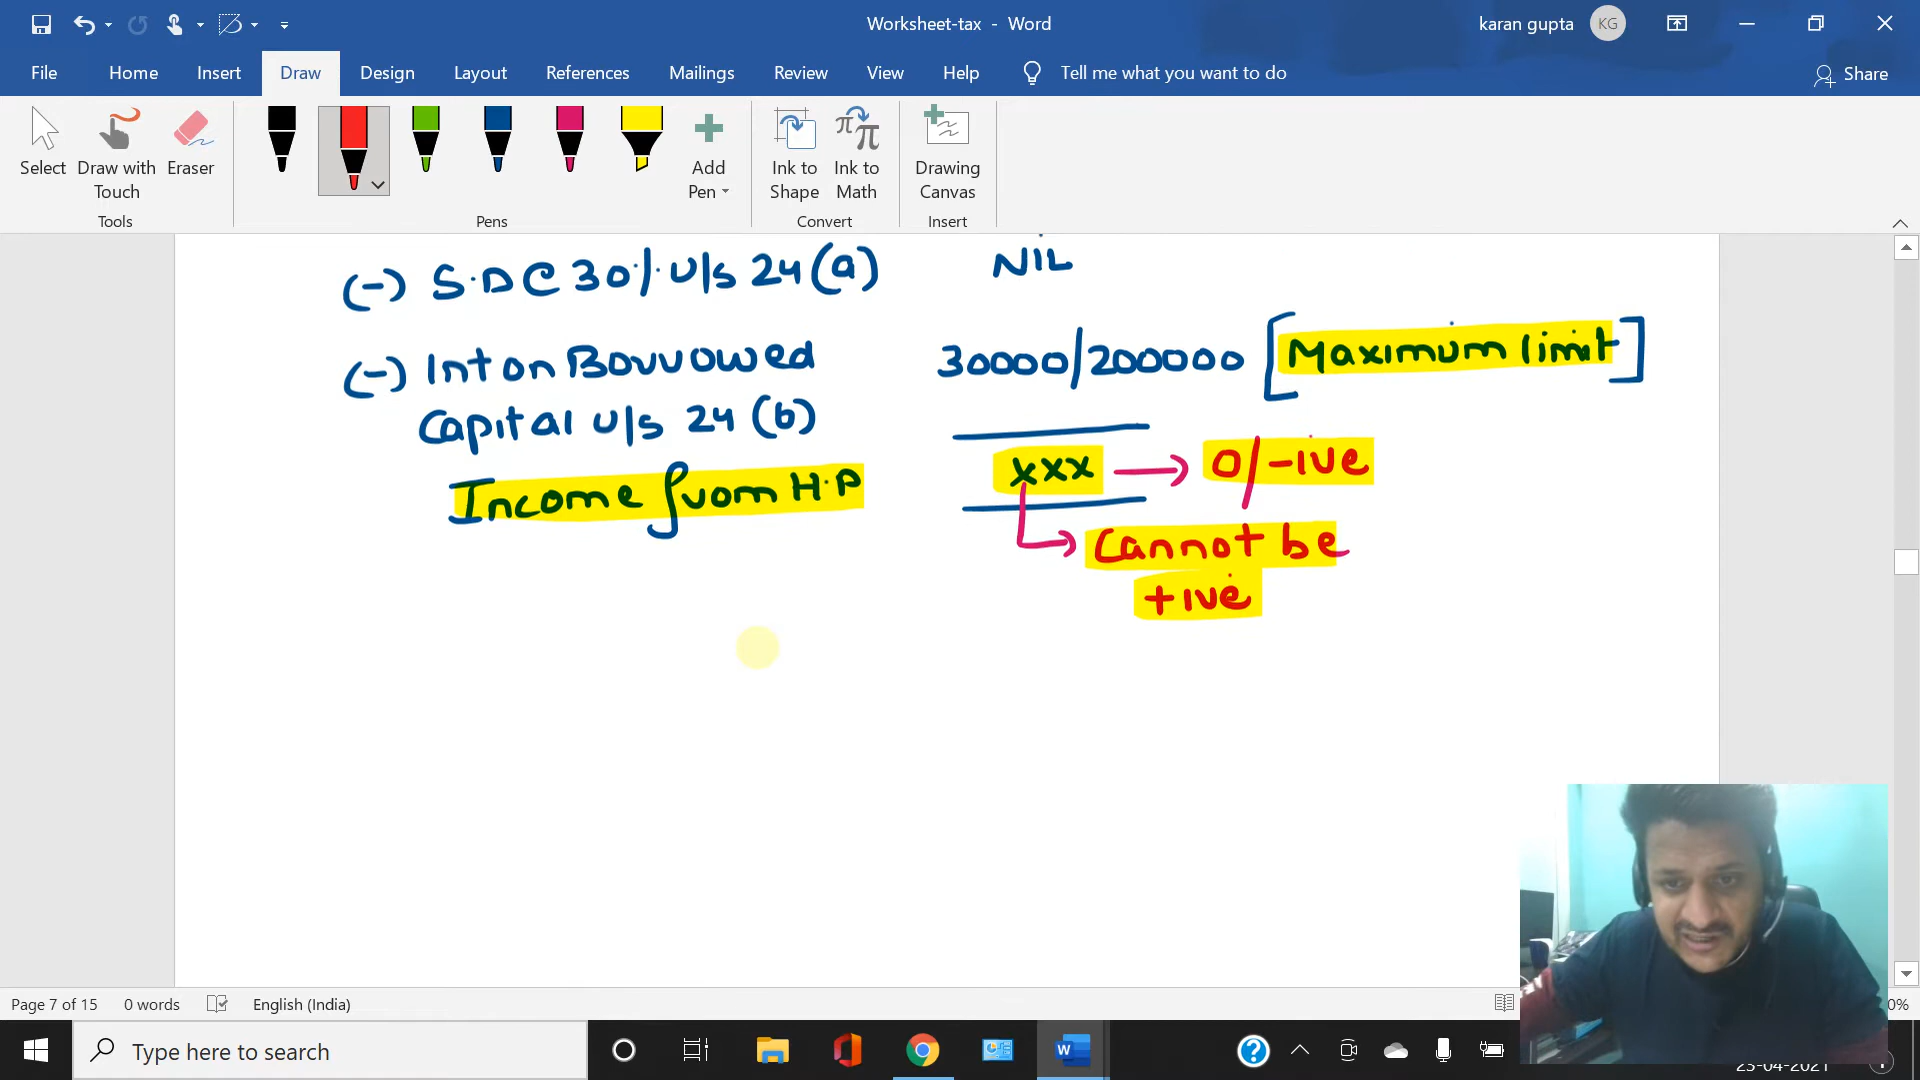 Worksheet-tax - Word
karan gupta
KG
File Home Insert Draw Design Layout References Mailings Review View Help Tell me what you want to do Share
Select Draw with Touch Eraser
Add Pen
Ink to Shape Ink to Math
Drawing Canvas
Tools Pens Convert Insert
(-) S.D @ 30% U/s 24 (a) NIL
(-) Int on Borrowed 30000/200000 [Maximum limit]
Capital U/s 24 (b)
Income from H.P xxx → 0/-ive
Cannot be
+ive
Page 7 of 15 0 words English (India) 0%
Type here to search
W
23-04-2021